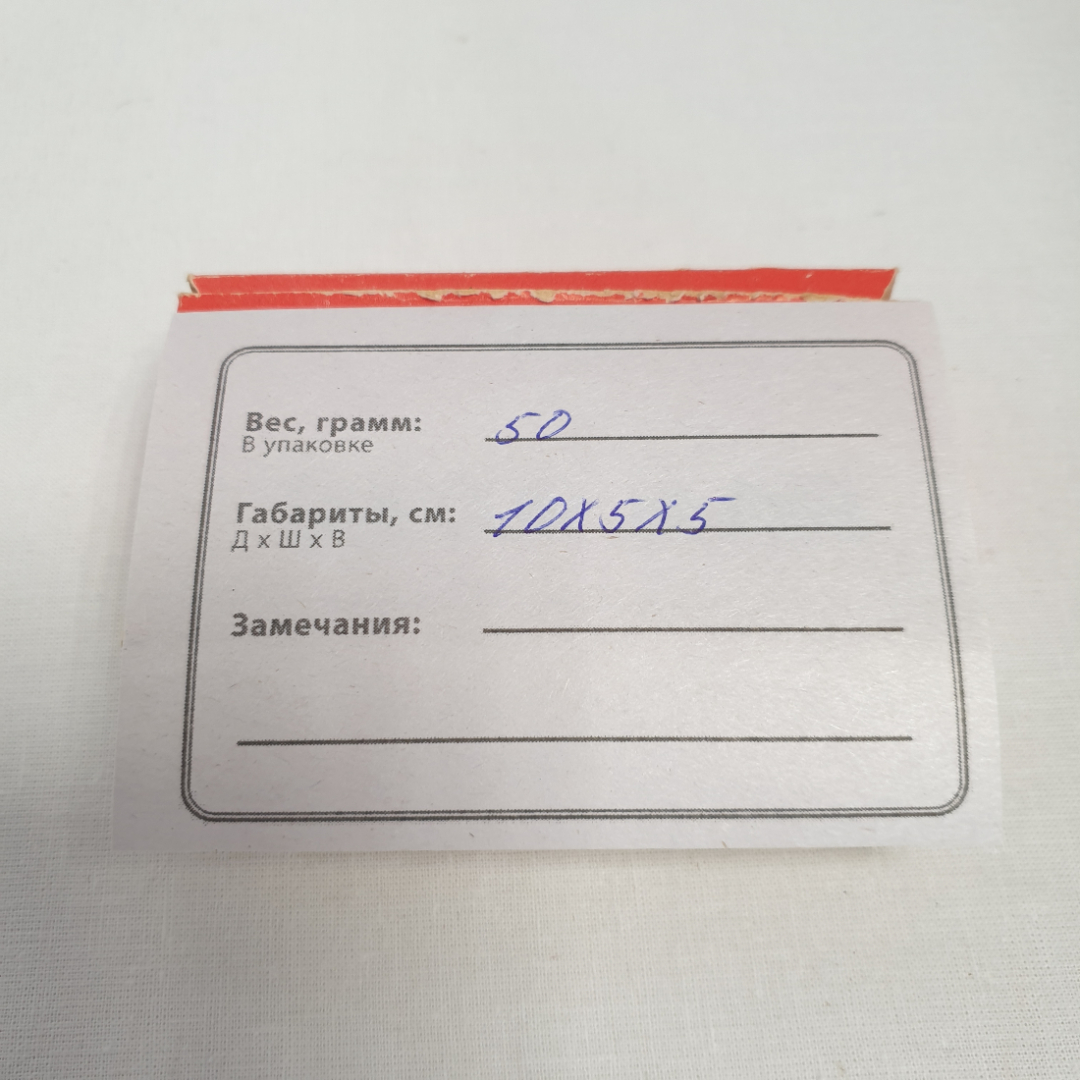 Вес, грамм: 50
В упаковке
Габариты, см: 10х5х5
Д х Ш х В
Замечания: